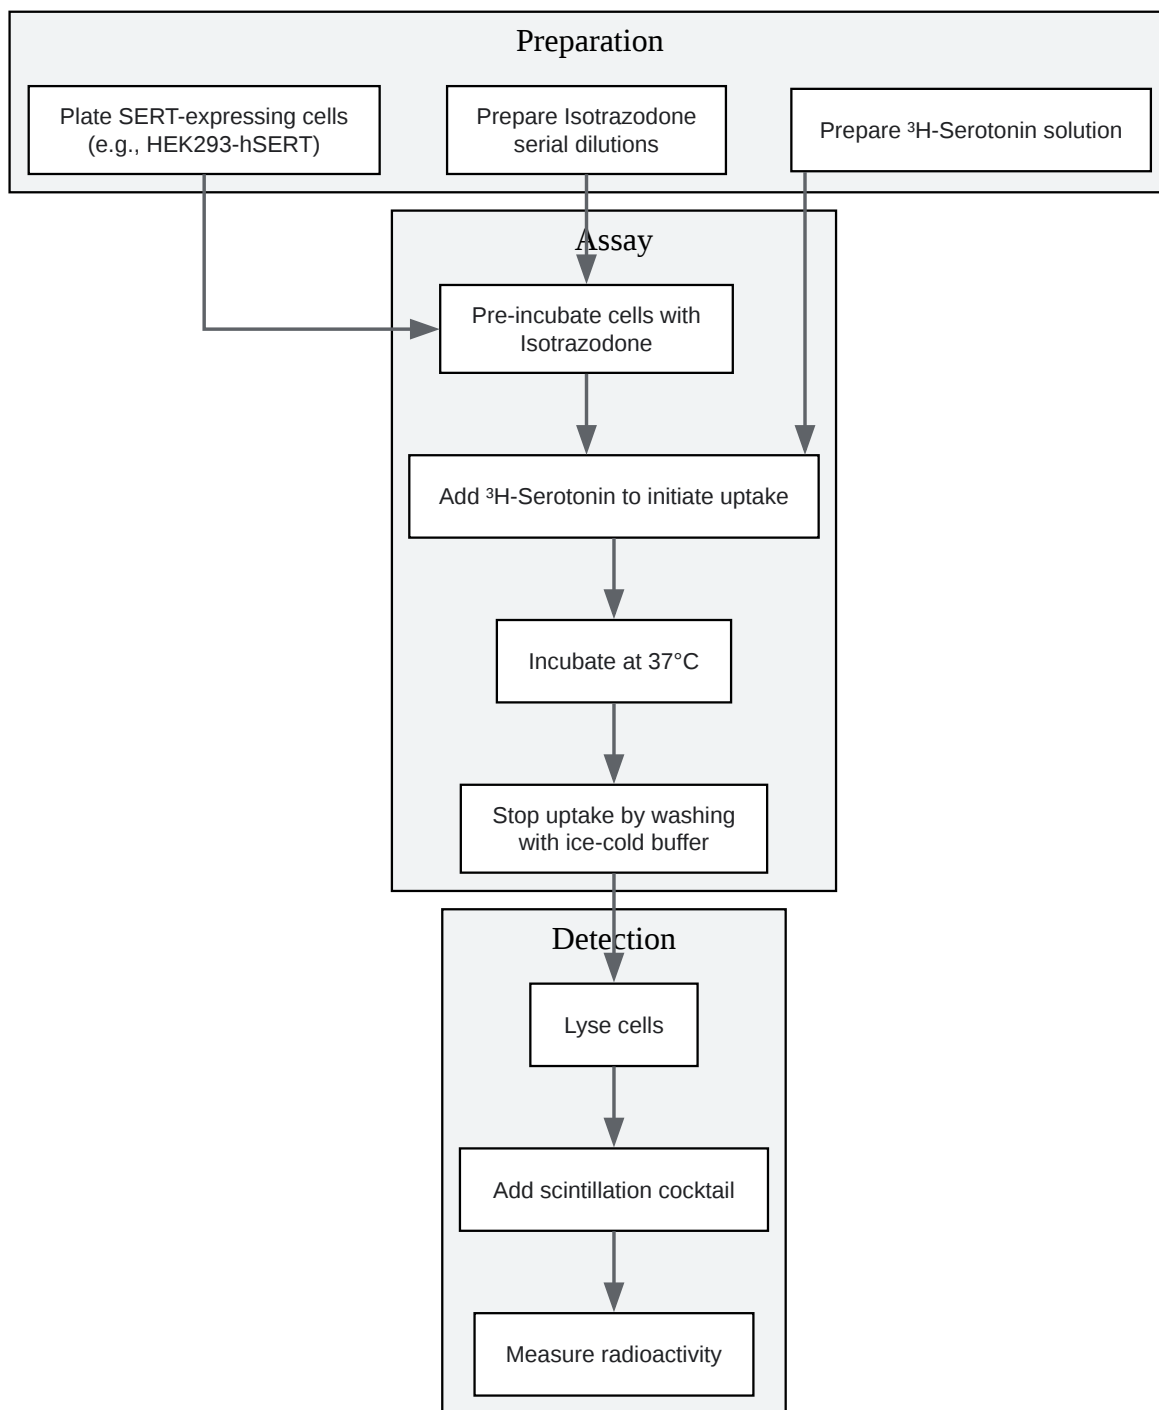 Preparation
Plate SERT-expressing cells
(e.g., HEK293-hSERT)
Prepare Isotrazodone
serial dilutions
Prepare ³H-Serotonin solution
Assay
Pre-incubate cells with
Isotrazodone
Add ³H-Serotonin to initiate uptake
Incubate at 37°C
Stop uptake by washing
with ice-cold buffer
Detection
Lyse cells
Add scintillation cocktail
Measure radioactivity